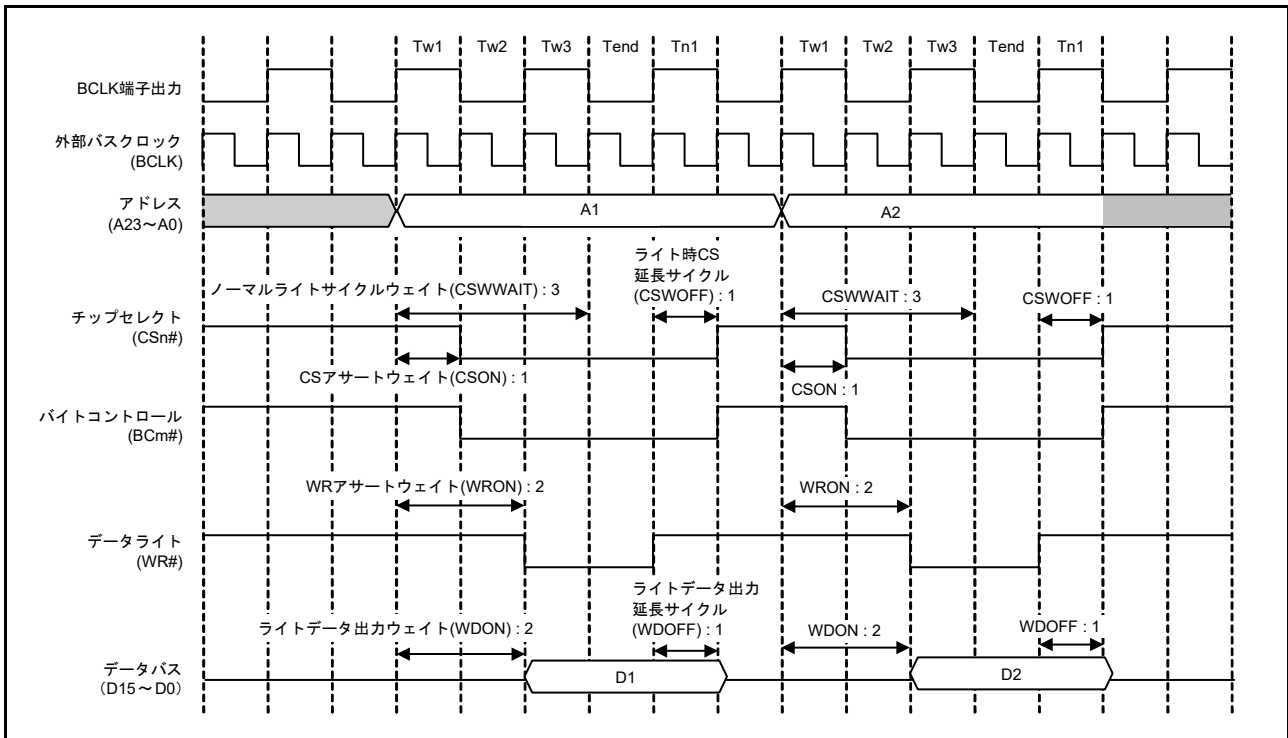 Tw1 Tw2 Tw3 Tend Tn1 Tw1 Tw2 Tw3 Tend Tn1
BCLK端子出力
外部バスクロック
(BCLK)
アドレス
(A23～A0)
A1
A2
ライト時CS
延長サイクル
(CSWOFF) : 1
ノーマルライトサイクルウェイト(CSWWAIT) : 3
CSWWAIT : 3
CSWOFF : 1
チップセレクト
(CSn#)
CSアサートウェイト(CSON) : 1
CSON : 1
バイトコントロール
(BCm#)
WRアサートウェイト(WRON) : 2
WRON : 2
データライト
(WR#)
ライトデータ出力
延長サイクル
(WDOFF) : 1
ライトデータ出力ウェイト(WDON) : 2
WDON : 2
WDOFF : 1
データバス
（D15～D0）
D1
D2